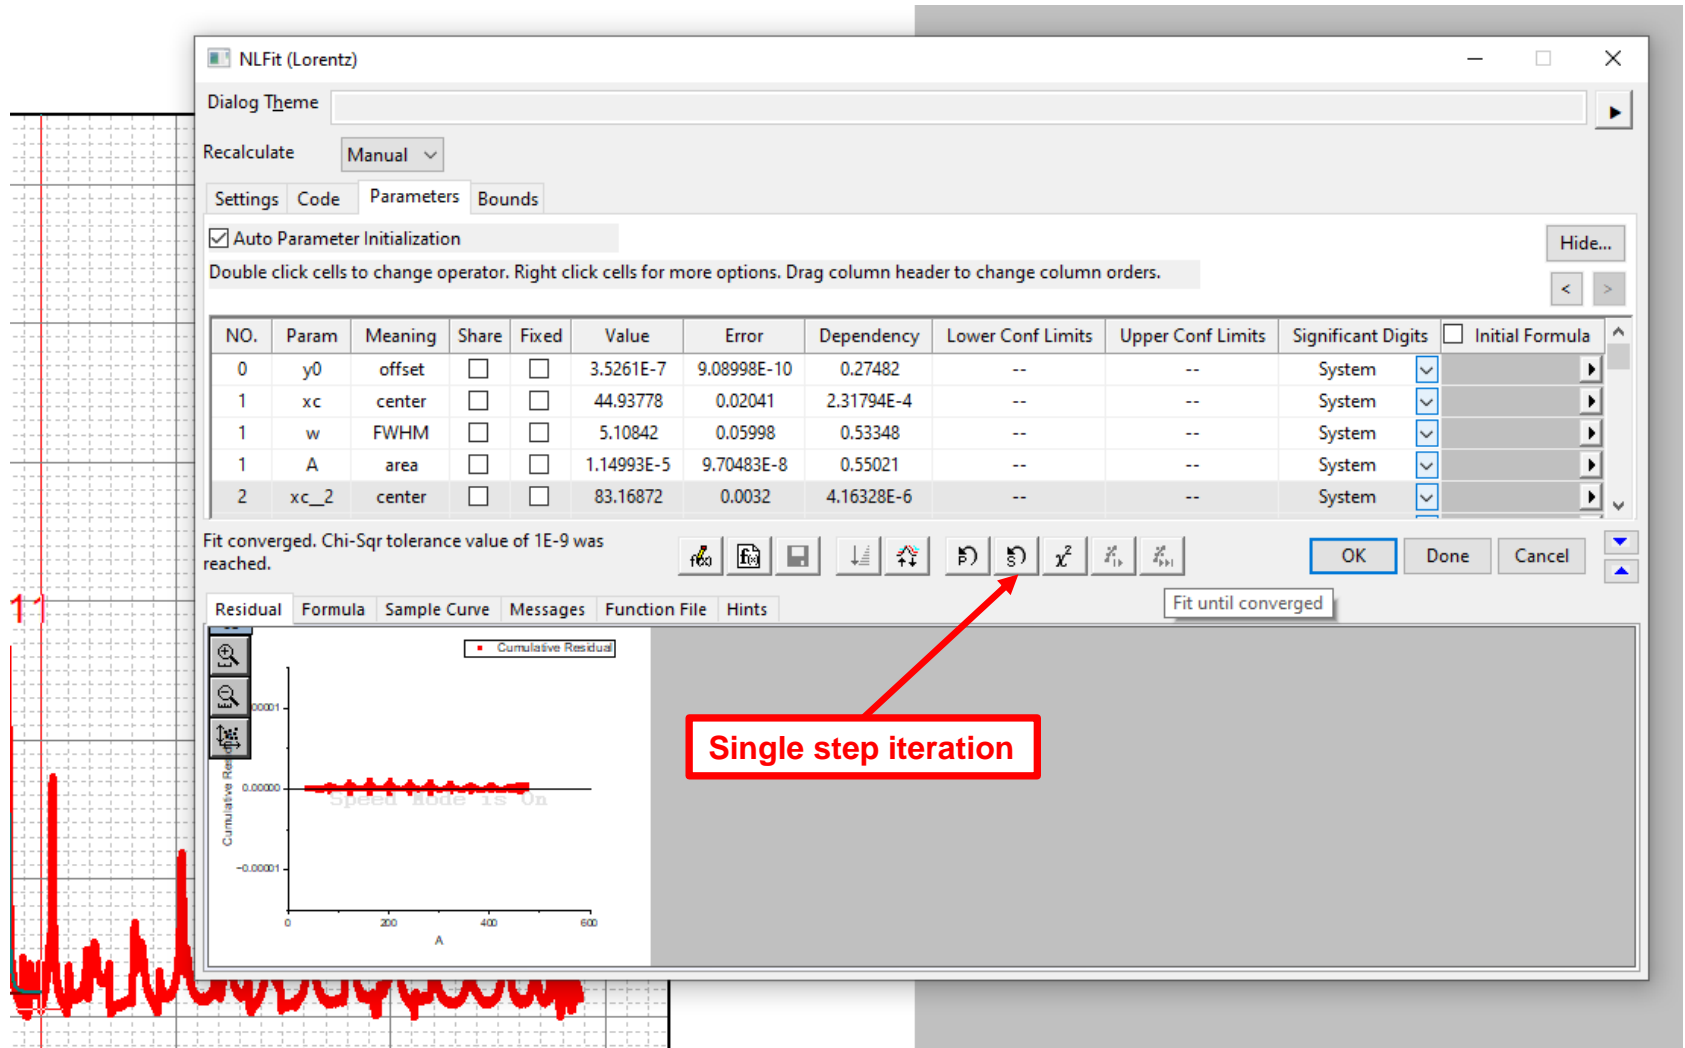 NLFit (Lorentz)
Dialog Theme
Recalculate Manual
Settings Code Parameters Bounds
Auto Parameter Initialization
Hide...
Double click cells to change operator. Right click cells for more options. Drag column header to change column orders.
< >
NO. Param Meaning Share Fixed Value Error Dependency Lower Conf Limits Upper Conf Limits Significant Digits Initial Formula
0 y0 offset 3.5261E-7 9.08998E-10 0.27482 -- -- System
1 xc center 44.93778 0.02041 2.31794E-4 -- -- System
1 w FWHM 5.10842 0.05998 0.53348 -- -- System
1 A area 1.14993E-5 9.70483E-8 0.55021 -- -- System
2 xc__2 center 83.16872 0.0032 4.16328E-6 -- -- System
Fit converged. Chi-Sqr tolerance value of 1E-9 was
reached.
OK Done Cancel
P S χ²
Fit until converged
11
Residual Formula Sample Curve Messages Function File Hints
Cumulative Residual
0.00000
Speed Mode is On
-0.00001
0 200 400 600
A
Single step iteration